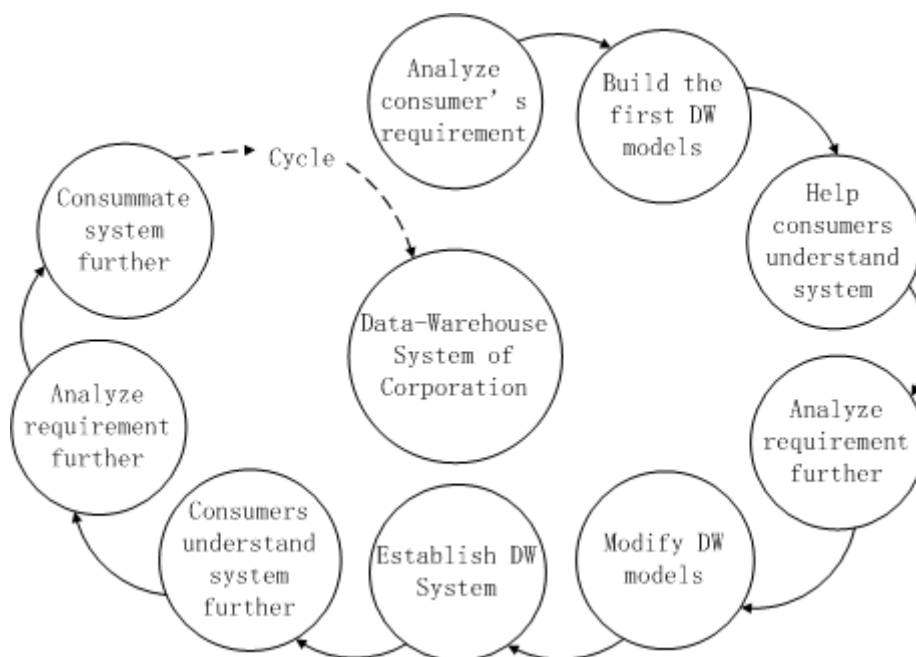 Analyze
consumer's
requirement
Build the
first DW
models
Help
consumers
understand
system
Analyze
requirement
further
Modify DW
models
Establish DW
System
Consumers
understand
system
further
Analyze
requirement
further
Consummate
system
further
Cycle
Data-Warehouse
System of
Corporation